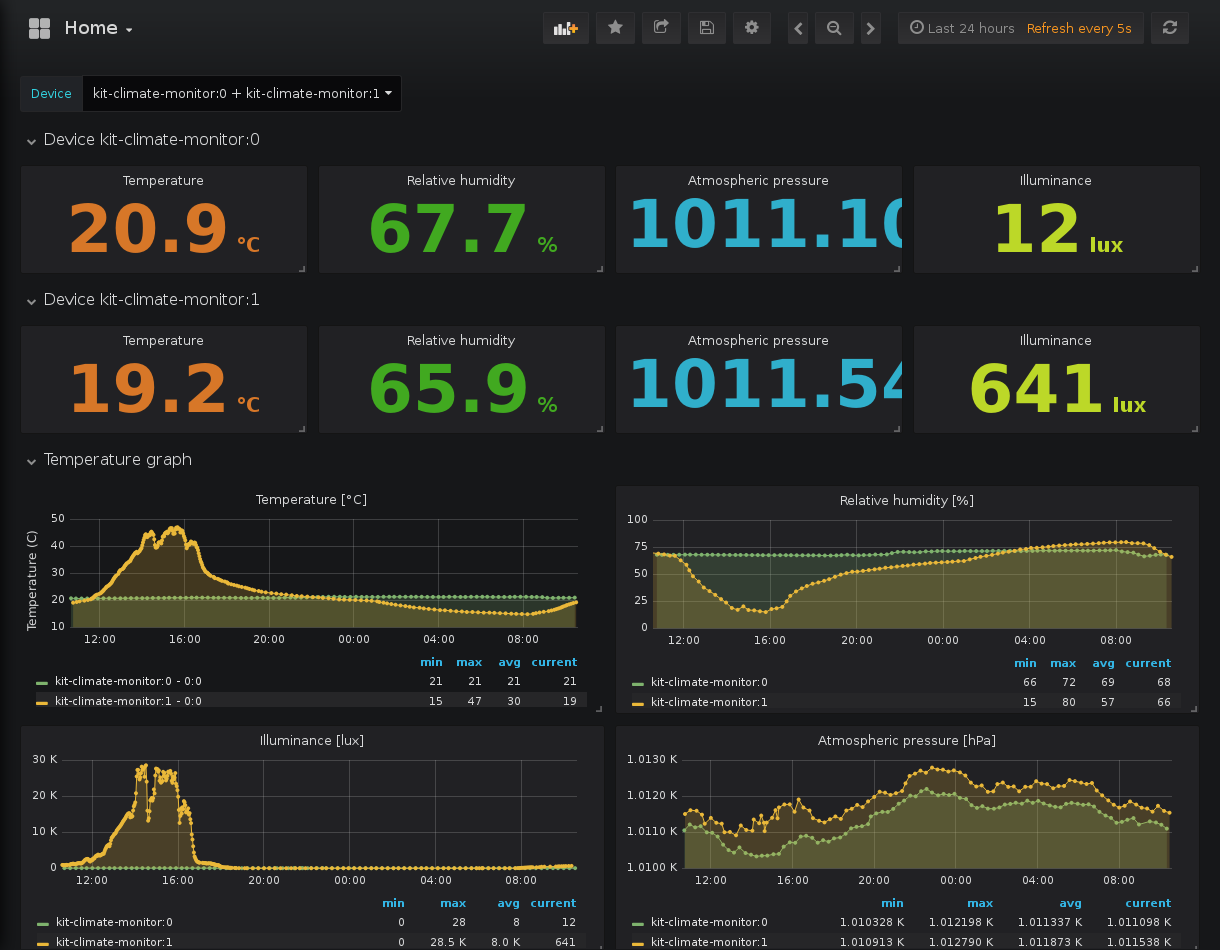 Home
Last 24 hours Refresh every 5s
Device kit-climate-monitor:0 + kit-climate-monitor:1
Device kit-climate-monitor:0
Temperature Relative humidity Atmospheric pressure Illuminance
20.9 °C 67.7 % 1011.10 12 lux
Device kit-climate-monitor:1
Temperature Relative humidity Atmospheric pressure Illuminance
19.2 °C 65.9 % 1011.54 641 lux
Temperature graph
Temperature [°C]
Temperature (C)
50
40
30
20
10
12:00 16:00 20:00 00:00 04:00 08:00
min max avg current
kit-climate-monitor:0 - 0:0 21 21 21 21
kit-climate-monitor:1 - 0:0 15 47 30 19
Relative humidity [%]
100
75
50
25
0
12:00 16:00 20:00 00:00 04:00 08:00
min max avg current
kit-climate-monitor:0 66 72 69 68
kit-climate-monitor:1 15 80 57 66
Illuminance [lux]
30 K
20 K
10 K
0
12:00 16:00 20:00 00:00 04:00 08:00
min max avg current
kit-climate-monitor:0 0 28 8 12
kit-climate-monitor:1 0 28.5 K 8.0 K 641
Atmospheric pressure [hPa]
1.0130 K
1.0120 K
1.0110 K
1.0100 K
12:00 16:00 20:00 00:00 04:00 08:00
min max avg current
kit-climate-monitor:0 1.010328 K 1.012198 K 1.011337 K 1.011098 K
kit-climate-monitor:1 1.010913 K 1.012790 K 1.011873 K 1.011538 K